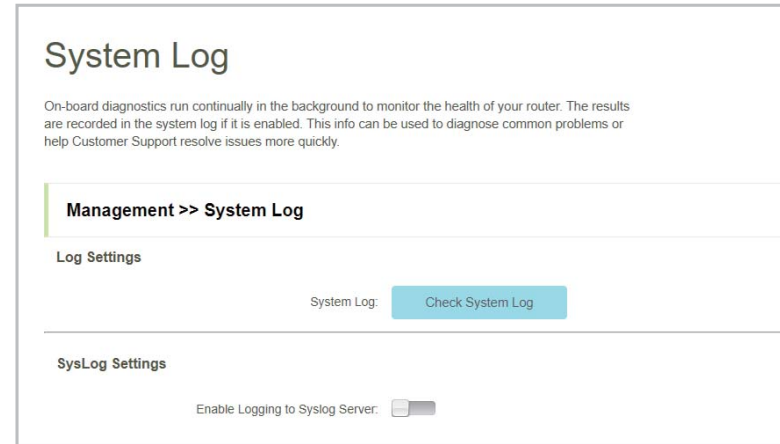 System Log
On-board diagnostics run continually in the background to monitor the health of your router. The results
are recorded in the system log if it is enabled. This info can be used to diagnose common problems or
help Customer Support resolve issues more quickly.
Management >> System Log
Log Settings
System Log: Check System Log
SysLog Settings
Enable Logging to Syslog Server: